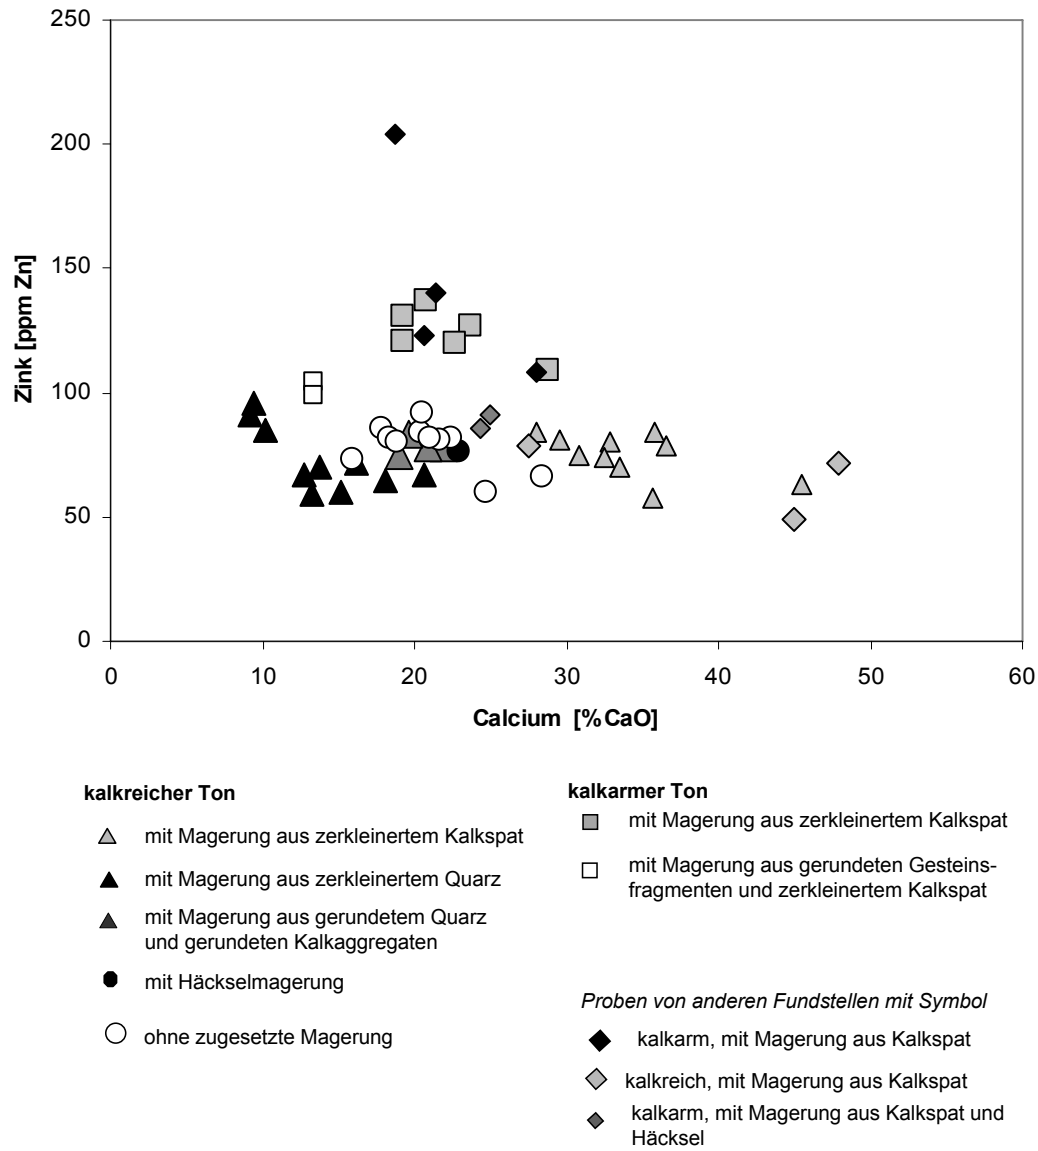 250
200
150
100
50
0
Zink [ppm Zn]
0 10 20 30 40 50 60
Calcium [%CaO]
kalkreicher Ton
mit Magerung aus zerkleinertem Kalkspat
mit Magerung aus zerkleinertem Quarz
mit Magerung aus gerundetem Quarz
und gerundeten Kalkaggregaten
mit Häckselmagerung
ohne zugesetzte Magerung
kalkarmer Ton
mit Magerung aus zerkleinertem Kalkspat
mit Magerung aus gerundeten Gesteins-
fragmenten und zerkleinertem Kalkspat
Proben von anderen Fundstellen mit Symbol
kalkarm, mit Magerung aus Kalkspat
kalkreich, mit Magerung aus Kalkspat
kalkarm, mit Magerung aus Kalkspat und
Häcksel